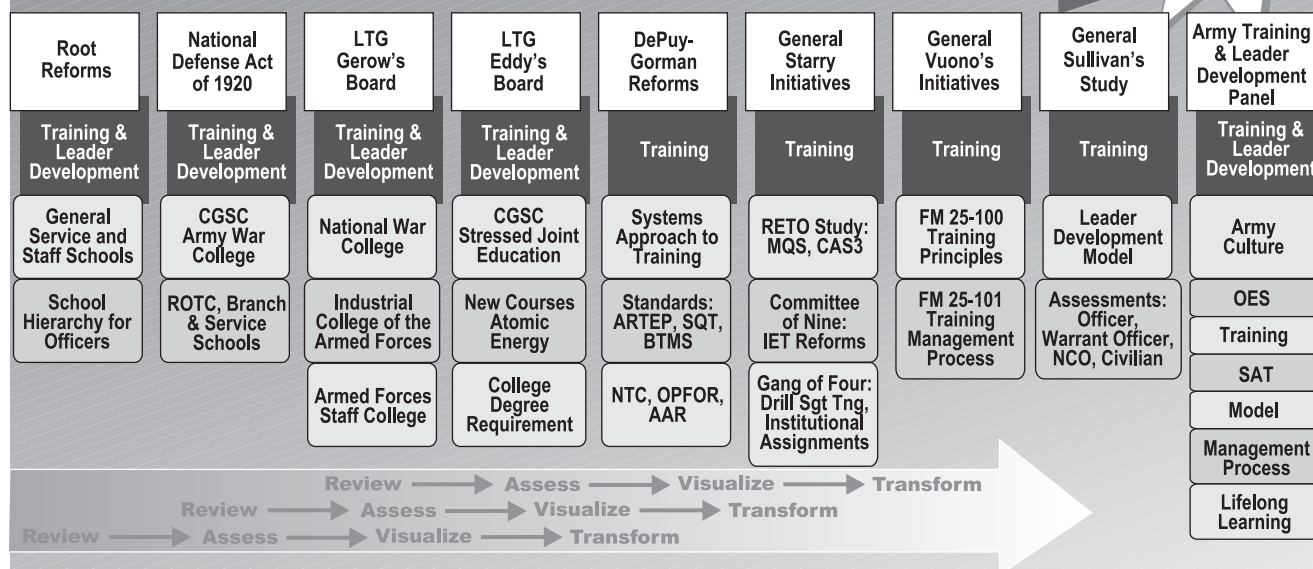 Root
Reforms
National
Defense Act
of 1920
LTG
Gerow's
Board
LTG
Eddy's
Board
DePuy-
Gorman
Reforms
General
Starry
Initiatives
General
Vuono's
Initiatives
General
Sullivan's
Study
Army Training
& Leader
Development
Panel
Training &
Leader
Development
Training &
Leader
Development
Training &
Leader
Development
Training &
Leader
Development
Training
Training
Training
Training
Training &
Leader
Development
General
Service and
Staff Schools
School
Hierarchy for
Officers
CGSC
Army War
College
ROTC, Branch
& Service
Schools
National War
College
Industrial
College of the
Armed Forces
Armed Forces
Staff College
CGSC
Stressed Joint
Education
New Courses
Atomic
Energy
College
Degree
Requirement
Systems
Approach to
Training
Standards:
ARTEP, SQT,
BTMS
NTC, OPFOR,
AAR
RETO Study:
MQS, CAS3
Committee
of Nine:
IET Reforms
Gang of Four:
Drill Sgt Tng,
Institutional
Assignments
FM 25-100
Training
Principles
FM 25-101
Training
Management
Process
Leader
Development
Model
Assessments:
Officer,
Warrant Officer,
NCO, Civilian
Army
Culture
OES
Training
SAT
Model
Management
Process
Lifelong
Learning
Review Assess Visualize Transform
Review Assess Visualize Transform
Review Assess Visualize Transform